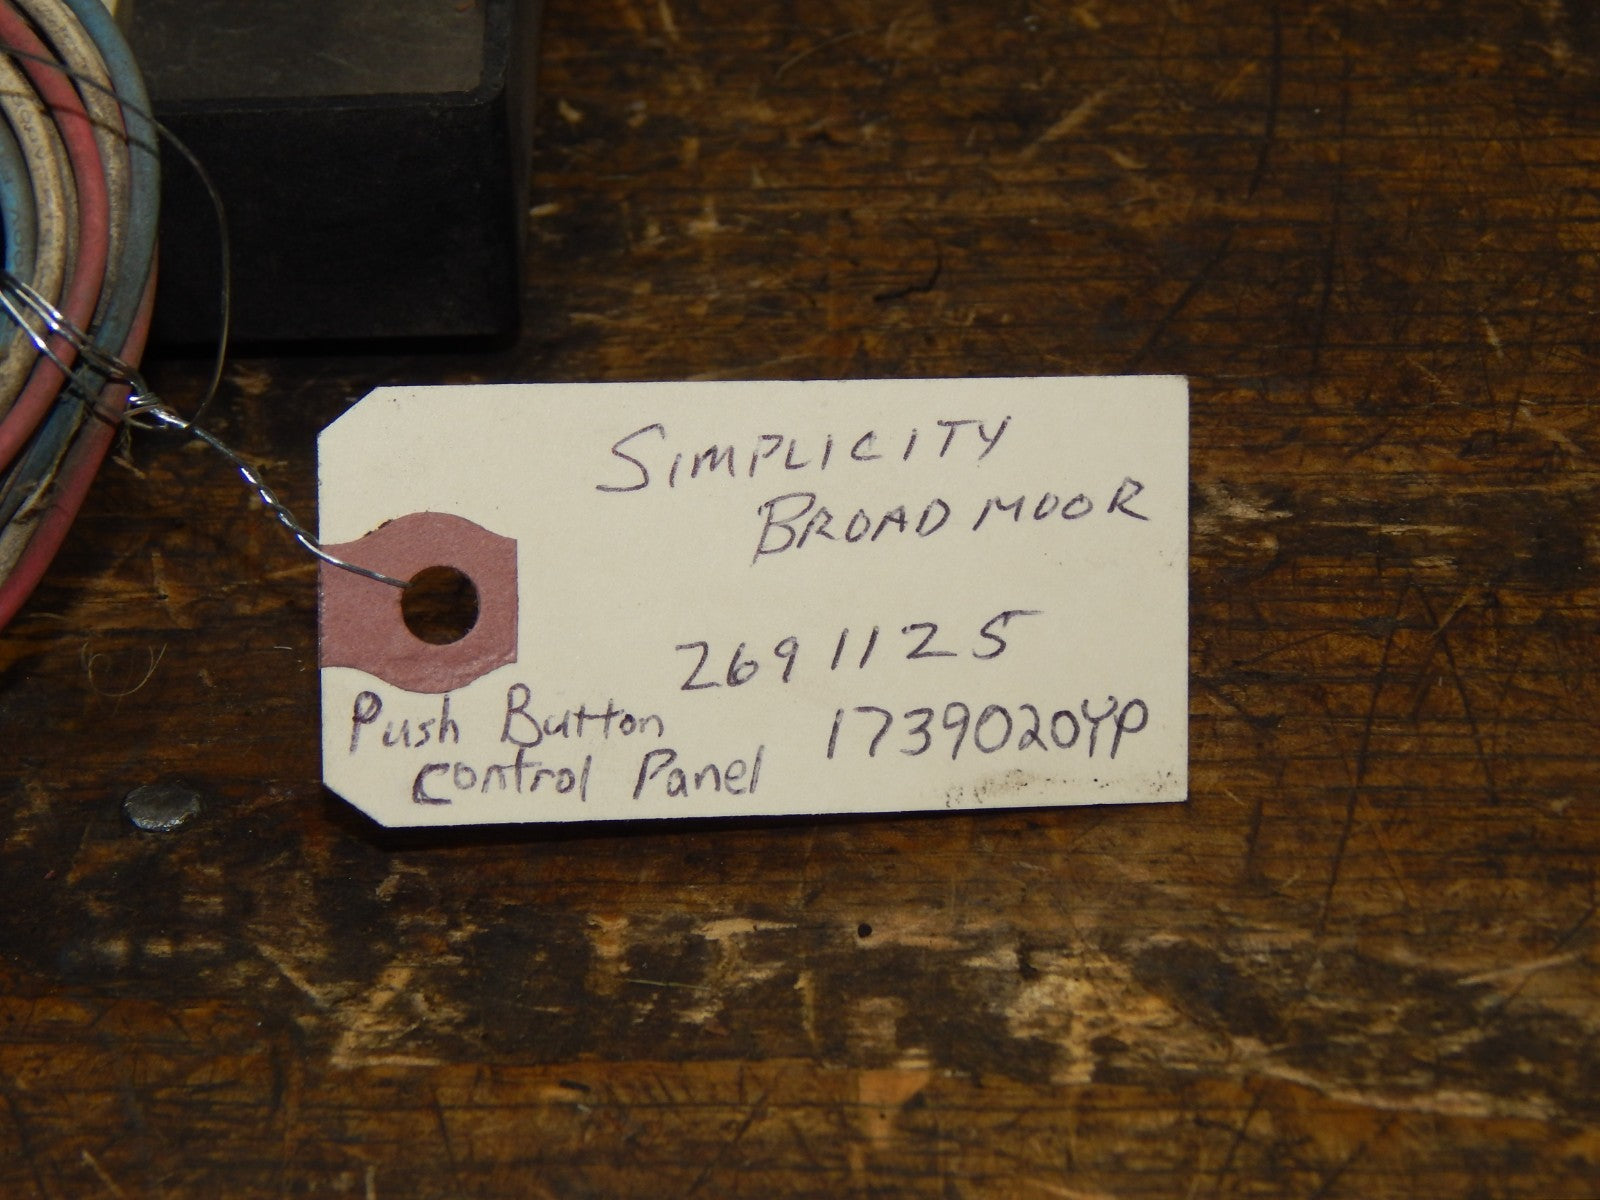 SIMPLICITY
BROADMOOR
2691125
Push Button
control Panel
1739020YP